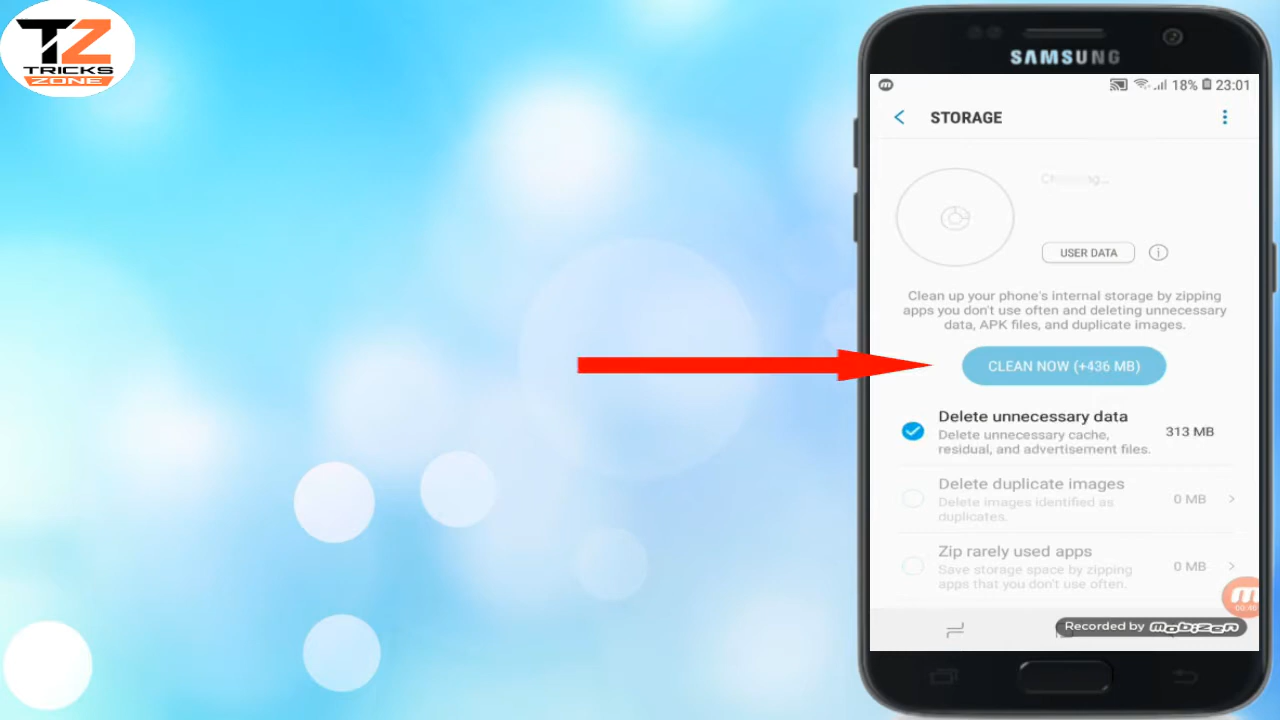 TZ
TRICKS
ZONE
SAMSUNG
18% 23:01
STORAGE
USER DATA
Clean up your phone's internal storage by zipping
apps you don't use often and deleting unnecessary
data, APK files, and duplicate images.
CLEAN NOW (+436 MB)
Delete unnecessary data
Delete unnecessary cache,
residual, and advertisement files.
313 MB
Delete duplicate images
Delete images identified as
duplicates.
0 MB
Zip rarely used apps
Save storage space by zipping
apps that you don't use often.
0 MB
00:46
Recorded by mobizen